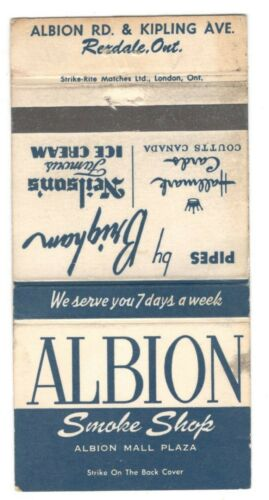 ALBION RD. & KIPLING AVE.
Rexdale, Ont.
Strike-Rite Matches Ltd., London, Ont.
PIPES by Brigham
Neilson's
Famous
ICE CREAM
Hallmark
Cards
COUTTS CANADA
We serve you 7 days a week
ALBION
Smoke Shop
ALBION MALL PLAZA
Strike On The Back Cover